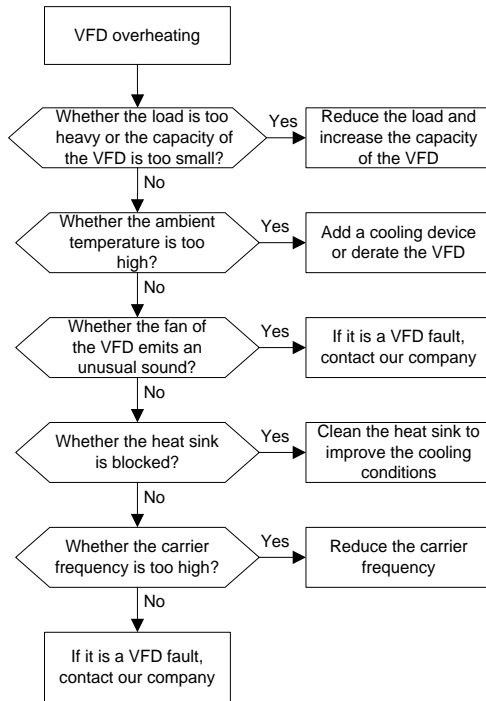 VFD overheating
Whether the load is too
heavy or the capacity of
the VFD is too small?
Yes
Reduce the load and
increase the capacity
of the VFD
No
Whether the ambient
temperature is too
high?
Yes
Add a cooling device
or derate the VFD
No
Whether the fan of
the VFD emits an
unusual sound?
Yes
If it is a VFD fault,
contact our company
No
Whether the heat sink
is blocked?
Yes
Clean the heat sink to
improve the cooling
conditions
No
Whether the carrier
frequency is too high?
Yes
Reduce the carrier
frequency
No
If it is a VFD fault,
contact our company